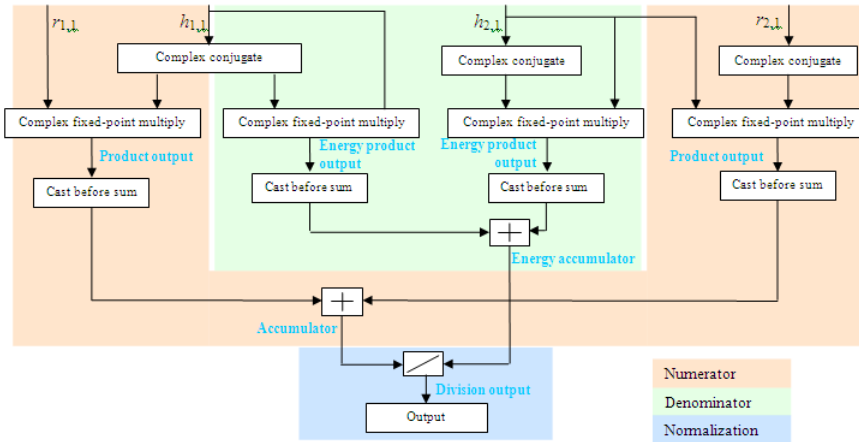 r1,1 h1,1 h2,1 r2,1
Complex conjugate
Complex conjugate
Complex conjugate
Complex fixed-point multiply
Complex fixed-point multiply
Complex fixed-point multiply
Complex fixed-point multiply
Product output
Energy product
output
Energy product
output
Product output
Cast before sum
Cast before sum
Cast before sum
Cast before sum
+
Energy accumulator
+
Accumulator
Division output
Output
Numerator
Denominator
Normalization